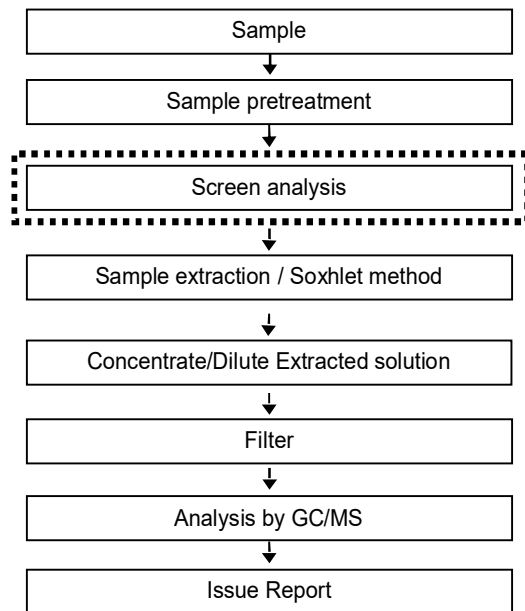 Sample
Sample pretreatment
Screen analysis
Sample extraction / Soxhlet method
Concentrate/Dilute Extracted solution
Filter
Analysis by GC/MS
Issue Report